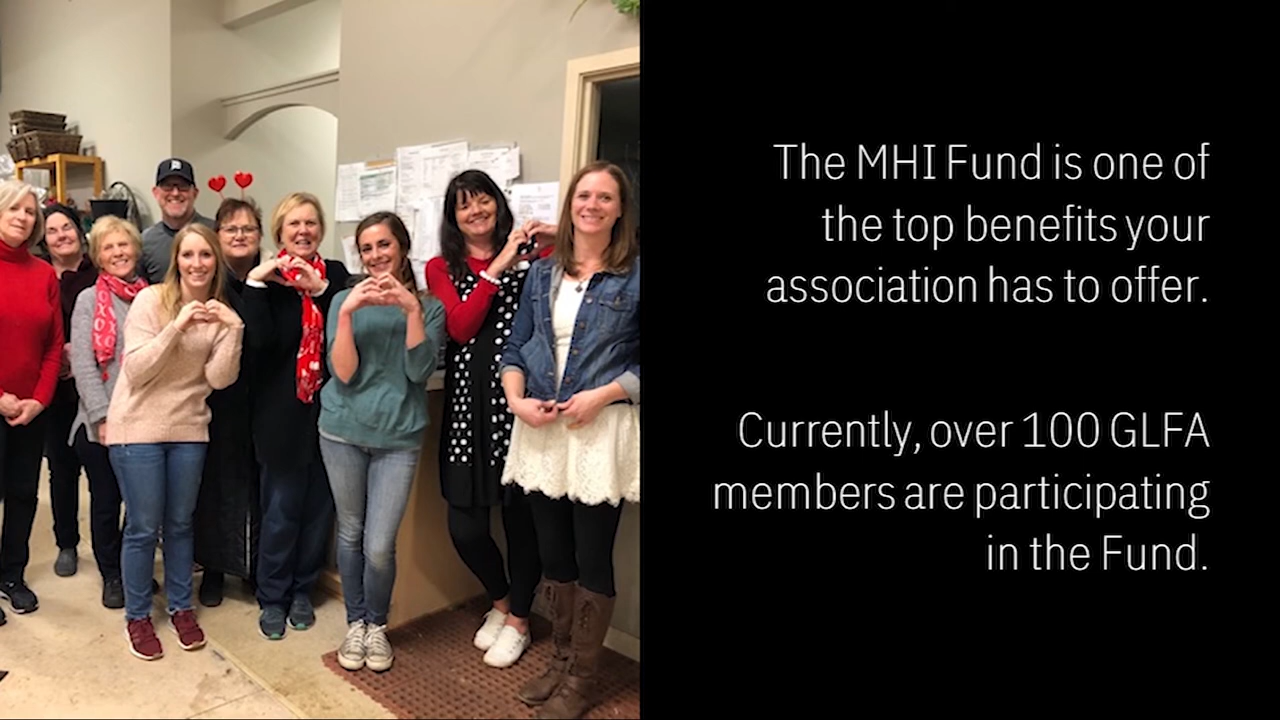 The MHI Fund is one of
the top benefits your
association has to offer.
Currently, over 100 GLFA
members are participating
in the Fund.
XOXO